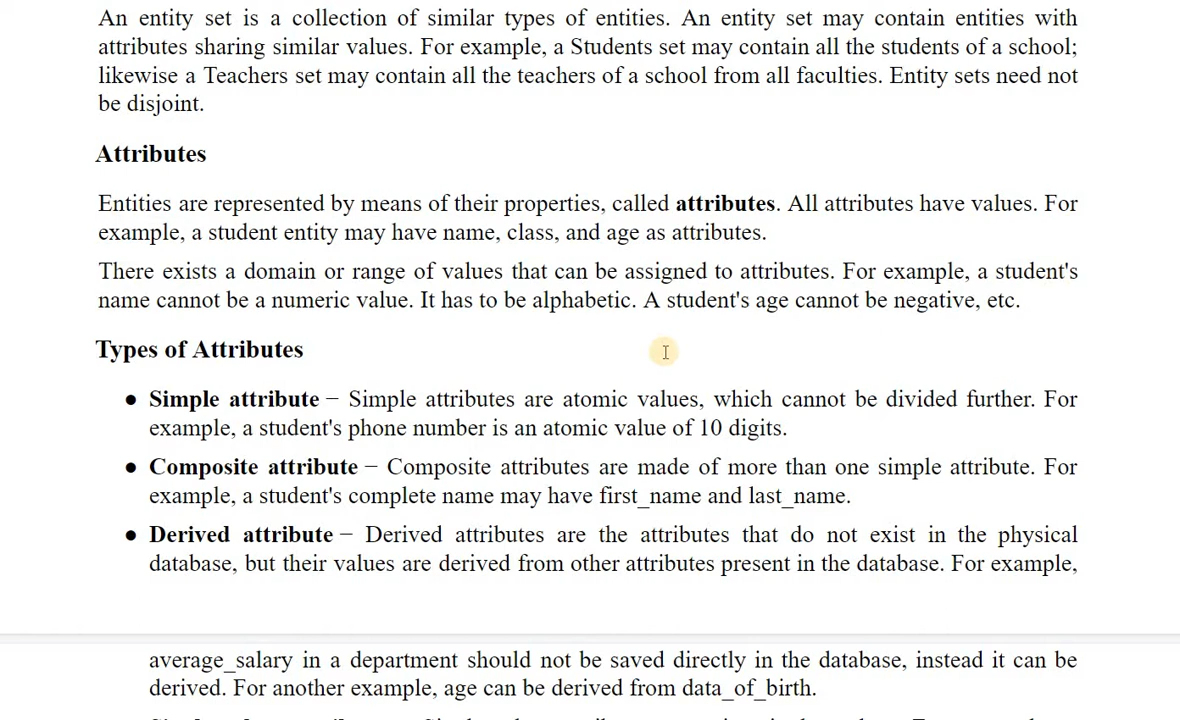 An entity set is a collection of similar types of entities. An entity set may contain entities with
attributes sharing similar values. For example, a Students set may contain all the students of a school;
likewise a Teachers set may contain all the teachers of a school from all faculties. Entity sets need not
be disjoint.
Attributes
Entities are represented by means of their properties, called attributes. All attributes have values. For
example, a student entity may have name, class, and age as attributes.
There exists a domain or range of values that can be assigned to attributes. For example, a student's
name cannot be a numeric value. It has to be alphabetic. A student's age cannot be negative, etc.
Types of Attributes
● Simple attribute − Simple attributes are atomic values, which cannot be divided further. For
example, a student's phone number is an atomic value of 10 digits.
● Composite attribute − Composite attributes are made of more than one simple attribute. For
example, a student's complete name may have first_name and last_name.
● Derived attribute − Derived attributes are the attributes that do not exist in the physical
database, but their values are derived from other attributes present in the database. For example,
average_salary in a department should not be saved directly in the database, instead it can be
derived. For another example, age can be derived from data_of_birth.